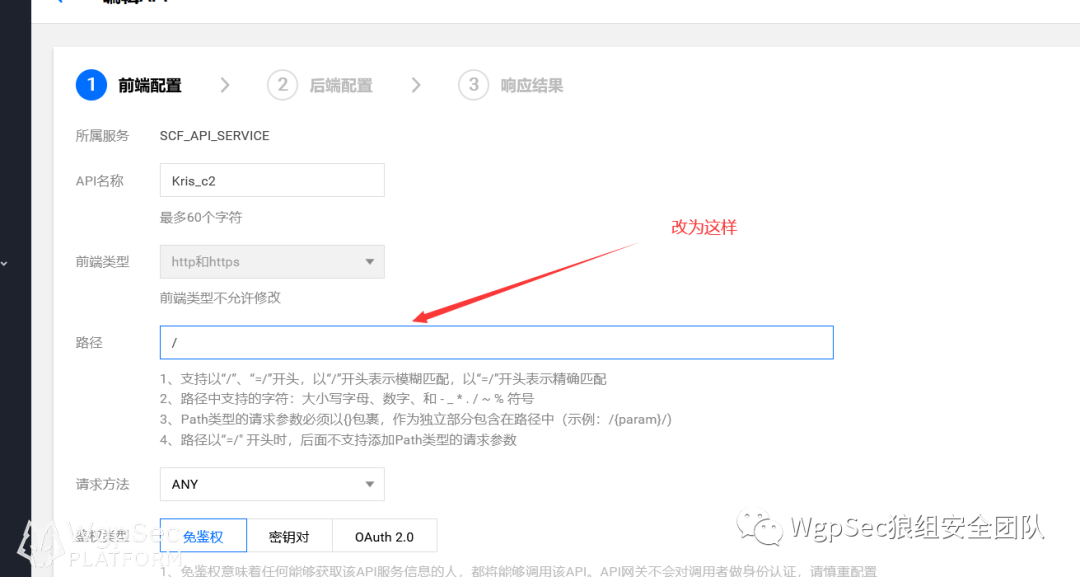 编辑API
1 前端配置 > 2 后端配置 > 3 响应结果
所属服务 SCF_API_SERVICE
API名称 Kris_c2
最多60个字符
改为这样
前端类型 http和https
前端类型不允许修改
路径 /
1、支持以“/”、“=/”开头，以“/”开头表示模糊匹配，以“=/”开头表示精确匹配
2、路径中支持的字符：大小写字母、数字、和 - _ * . / ~ % 符号
3、Path类型的请求参数必须以{}包裹，作为独立部分包含在路径中（示例：/{param}/）
4、路径以“=/” 开头时，后面不支持添加Path类型的请求参数
请求方法 ANY
鉴权类型 免鉴权 密钥对 OAuth 2.0
WgpSec狼组安全团队
WgpSec
PLATFORM
1、免鉴权意味着任何能够获取该API服务信息的人，都将能够调用该API。API网关不会对调用者做身份认证，请慎重配置